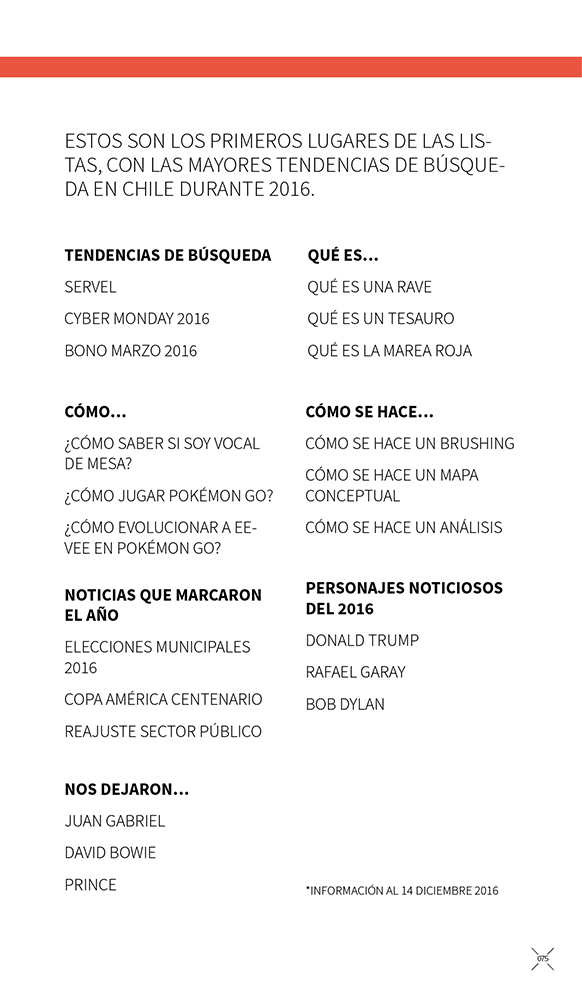 ESTOS SON LOS PRIMEROS LUGARES DE LAS LIS-
TAS, CON LAS MAYORES TENDENCIAS DE BÚSQUE-
DA EN CHILE DURANTE 2016.
TENDENCIAS DE BÚSQUEDA
SERVEL
CYBER MONDAY 2016
BONO MARZO 2016
QUÉ ES...
QUÉ ES UNA RAVE
QUÉ ES UN TESAURO
QUÉ ES LA MAREA ROJA
CÓMO...
¿CÓMO SABER SI SOY VOCAL
DE MESA?
¿CÓMO JUGAR POKÉMON GO?
¿CÓMO EVOLUCIONAR A EE-
VEE EN POKÉMON GO?
CÓMO SE HACE...
CÓMO SE HACE UN BRUSHING
CÓMO SE HACE UN MAPA
CONCEPTUAL
CÓMO SE HACE UN ANÁLISIS
NOTICIAS QUE MARCARON
EL AÑO
ELECCIONES MUNICIPALES
2016
COPA AMÉRICA CENTENARIO
REAJUSTE SECTOR PÚBLICO
PERSONAJES NOTICIOSOS
DEL 2016
DONALD TRUMP
RAFAEL GARAY
BOB DYLAN
NOS DEJARON...
JUAN GABRIEL
DAVID BOWIE
PRINCE
*INFORMACIÓN AL 14 DICIEMBRE 2016
075